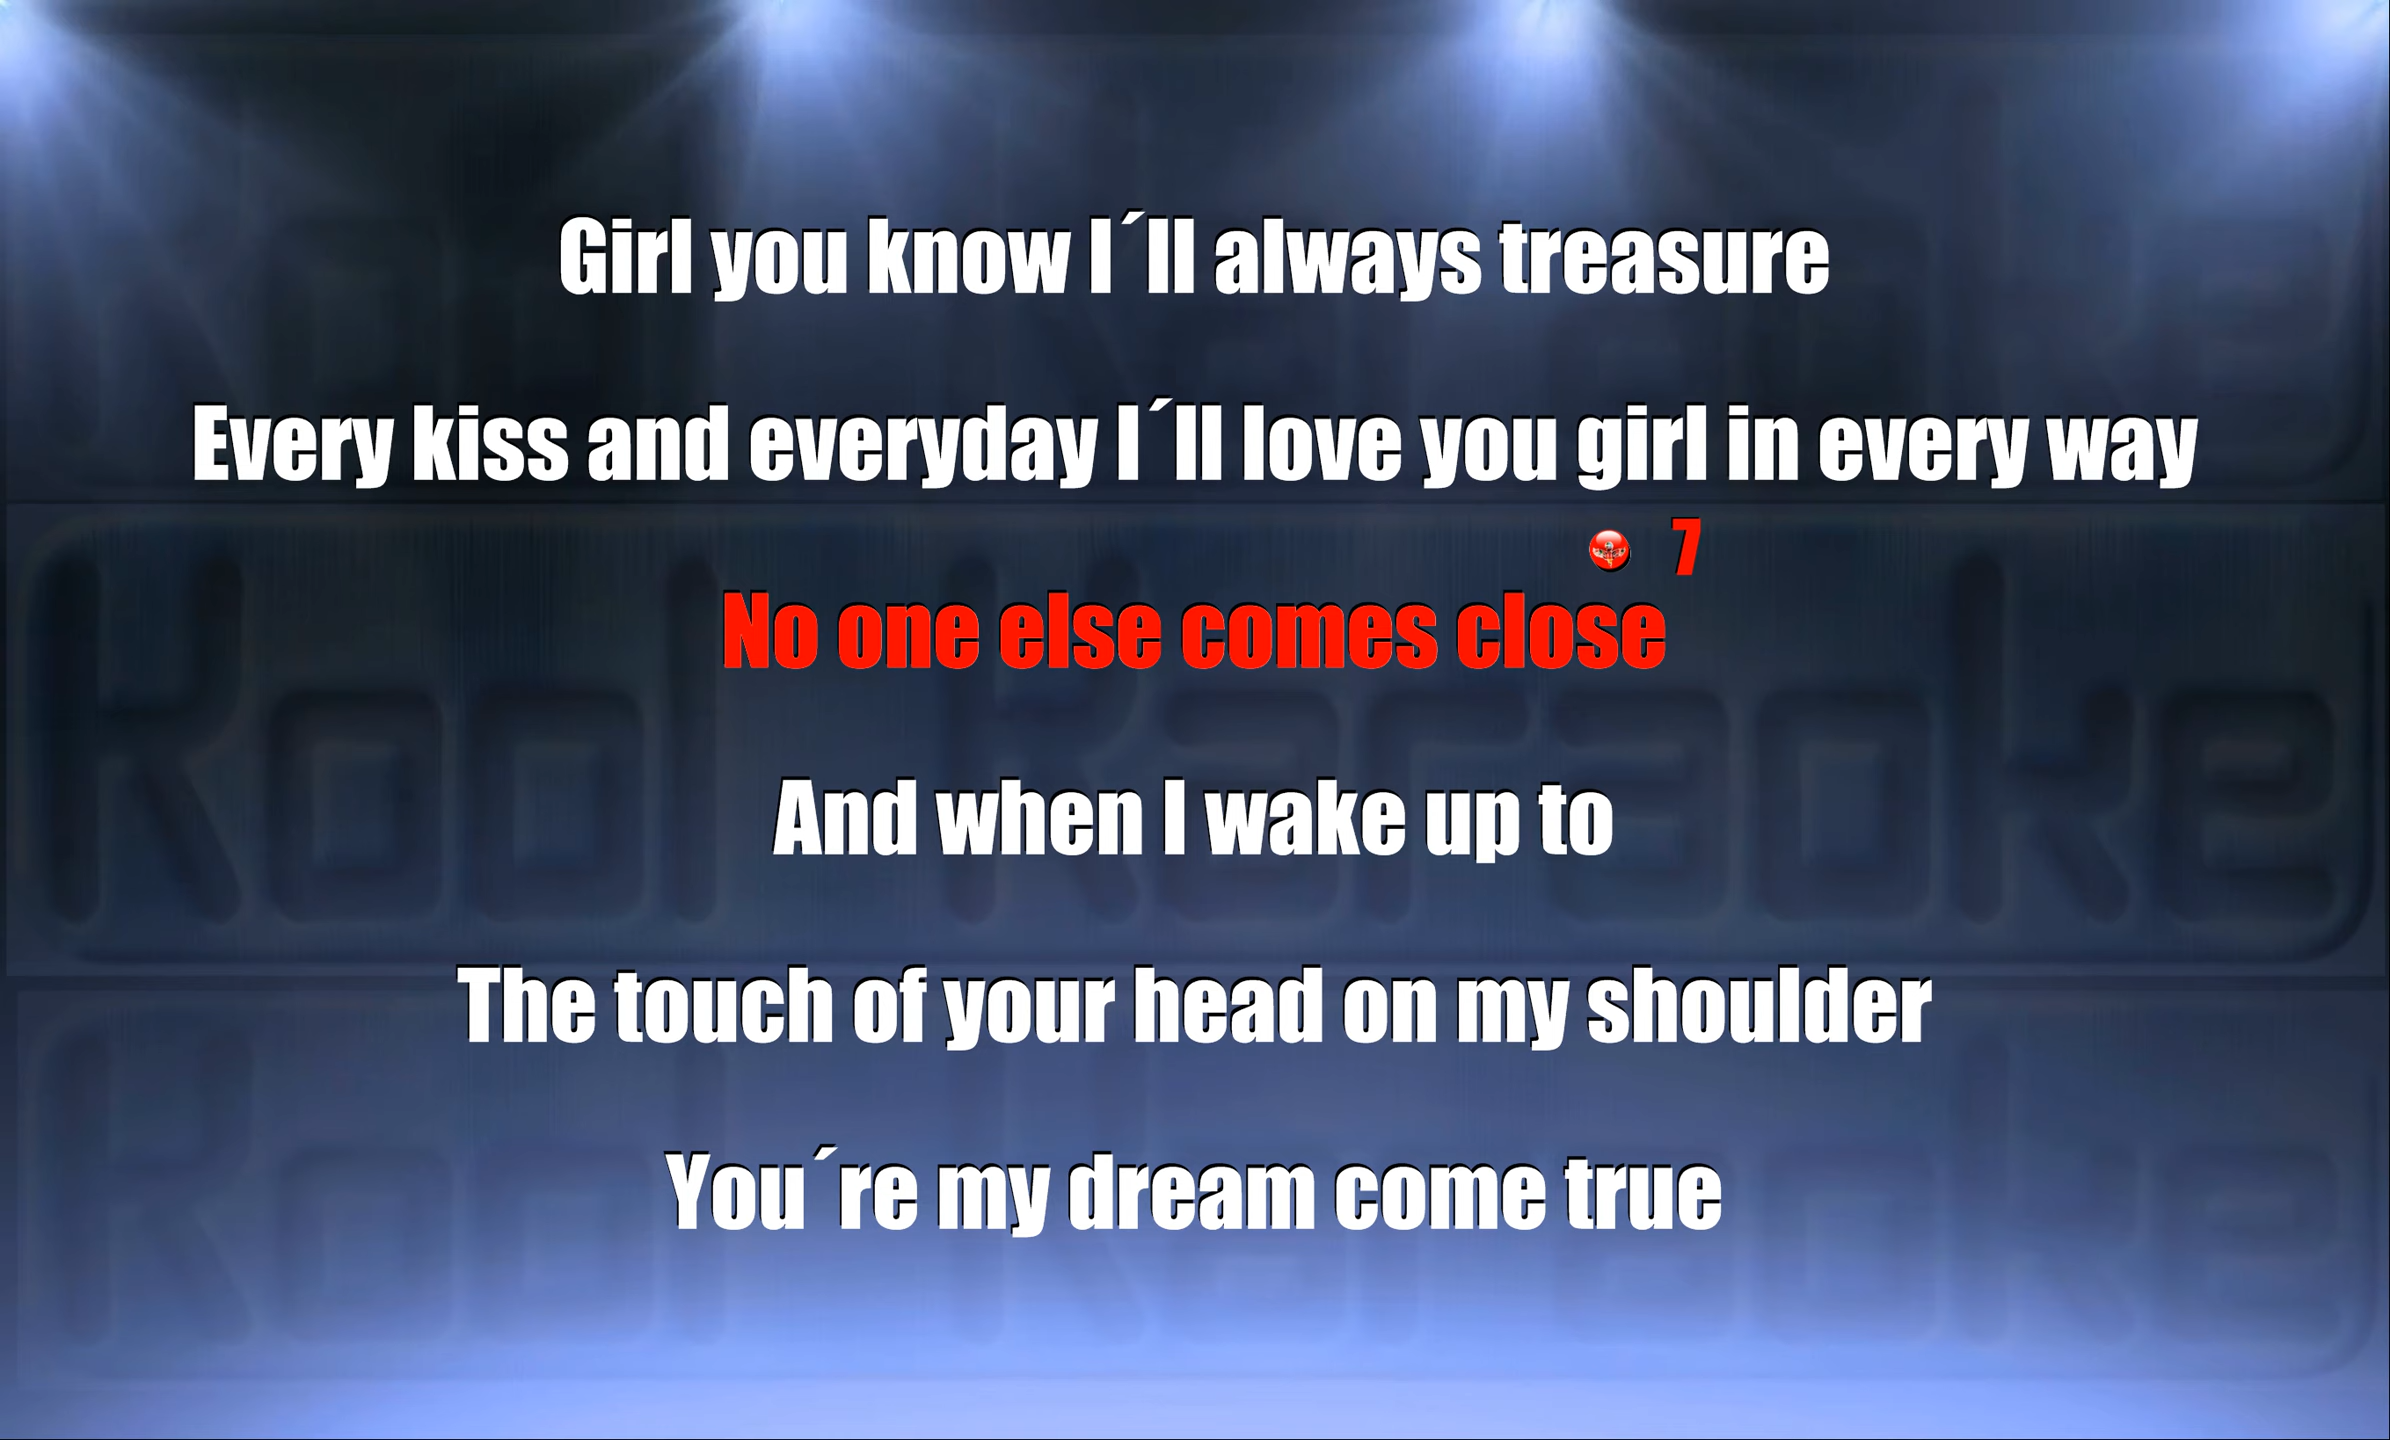 Girl you know I´ll always treasure
Every kiss and everyday I´ll love you girl in every way
7
No one else comes close
And when I wake up to
The touch of your head on my shoulder
You´re my dream come true
Kool Karaoke